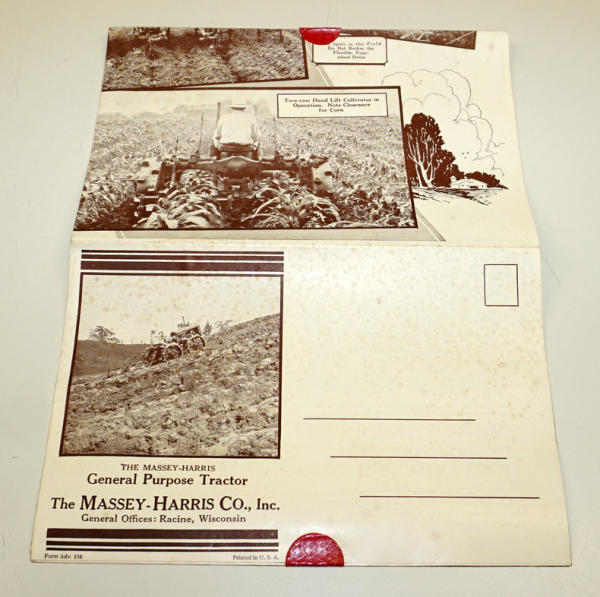 Spots in the Field
Do Not Bother the
Flexible, Four-
wheel Drive
Two-row Hand Lift Cultivator in
Operation. Note Clearance
for Corn
THE MASSEY-HARRIS
General Purpose Tractor
The MASSEY-HARRIS CO., Inc.
General Offices: Racine, Wisconsin
Form Adv. 156
Printed in U. S. A.